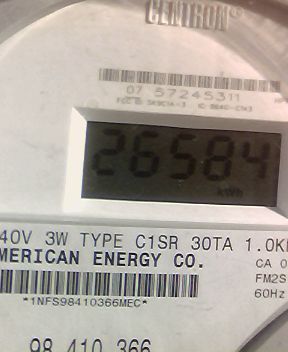 CENTRON®
07 57245311
26584
kWh
40V 3W TYPE C1SR 30TA 1.0K
MERICAN ENERGY CO.
CA 0
FM2S
60Hz
*1NFS98410366MEC*
98 410 366